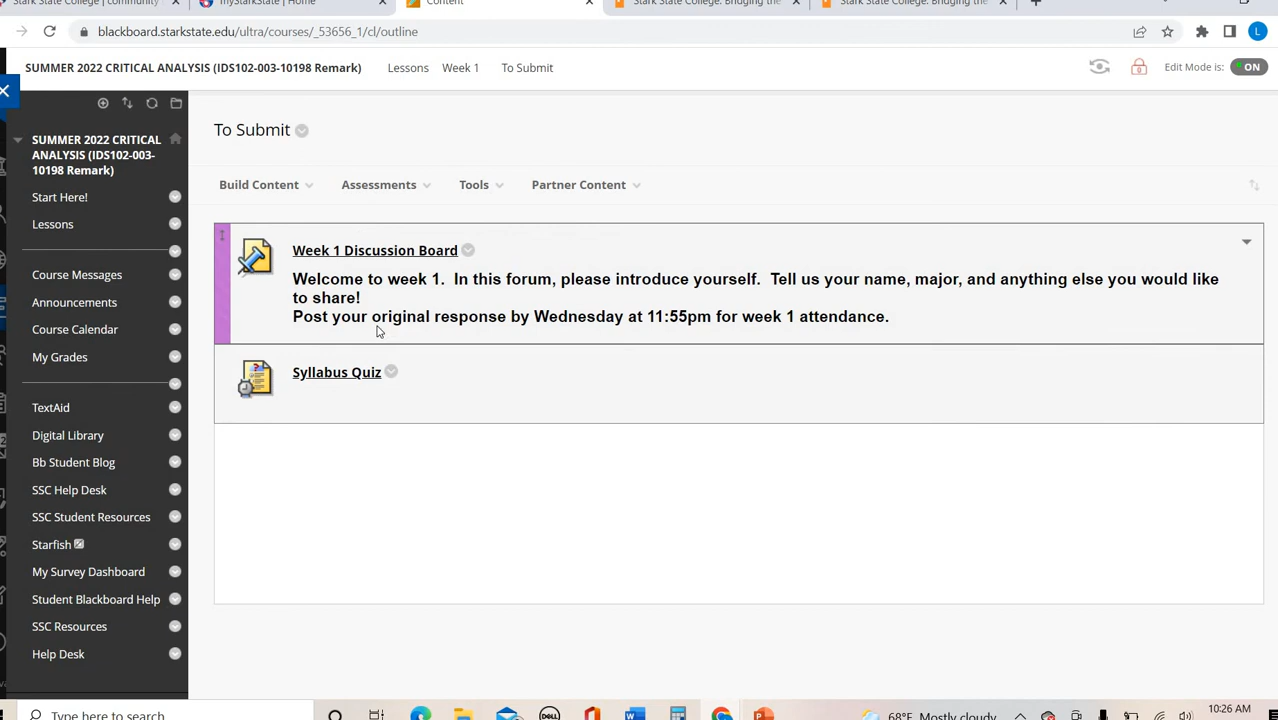 Stark State College | community
myStarkState | Home
Content
Stark State College: Bridging the
Stark State College: Bridging the
blackboard.starkstate.edu/ultra/courses/_53656_1/cl/outline
L
SUMMER 2022 CRITICAL ANALYSIS (IDS102-003-10198 Remark)
Lessons
Week 1
To Submit
Edit Mode is:
ON
SUMMER 2022 CRITICAL
ANALYSIS (IDS102-003-
10198 Remark)
Start Here!
Lessons
Course Messages
Announcements
Course Calendar
My Grades
TextAid
Digital Library
Bb Student Blog
SSC Help Desk
SSC Student Resources
Starfish
My Survey Dashboard
Student Blackboard Help
SSC Resources
Help Desk
To Submit
Build Content
Assessments
Tools
Partner Content
Week 1 Discussion Board
Welcome to week 1.  In this forum, please introduce yourself.  Tell us your name, major, and anything else you would like
to share!
Post your original response by Wednesday at 11:55pm for week 1 attendance.
Syllabus Quiz
Type here to search
DELL
68°F Mostly cloudy
10:26 AM